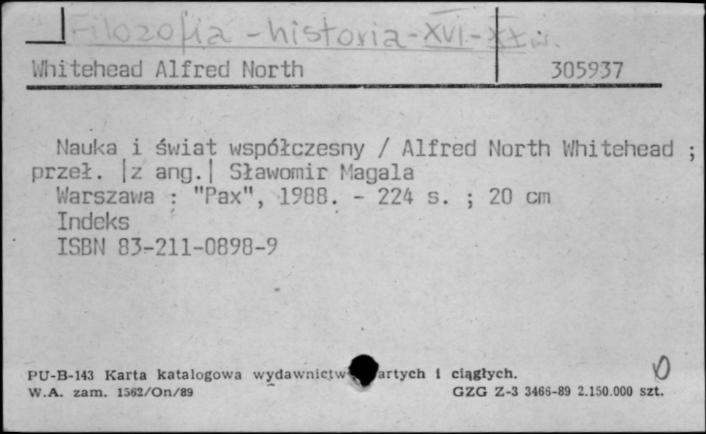 Filozofia - historia - XVI - XX w.
Whitehead Alfred North 305937
Nauka i świat współczesny / Alfred North Whitehead ;
przeł. |z ang.| Sławomir Magala
Warszawa : "Pax", 1988. - 224 s. ; 20 cm
Indeks
ISBN 83-211-0898-9
PU-B-143 Karta katalogowa wydawnictw artych i ciągłych.
W.A. zam. 1562/On/89 GZG Z-3 3466-89 2.150.000 szt.